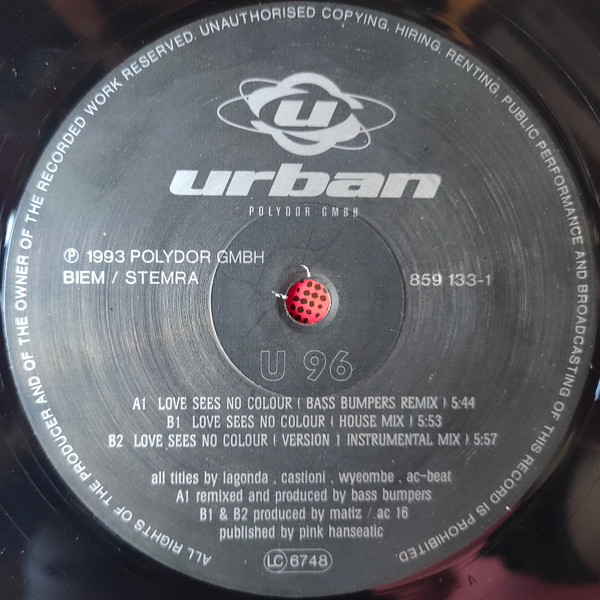 ALL RIGHTS OF THE PRODUCER AND OF THE OWNER OF THE RECORDED WORK RESERVED. UNAUTHORISED COPYING, HIRING, RENTING, PUBLIC PERFORMANCE AND BROADCASTING OF THIS RECORD IS PROHIBITED
u
urban
POLYDOR GMBH
℗ 1993 POLYDOR GMBH
BIEM / STEMRA
859 133-1
U 96
A1 LOVE SEES NO COLOUR ( BASS BUMPERS REMIX ) 5:44
B1 LOVE SEES NO COLOUR ( HOUSE MIX ) 5:53
B2 LOVE SEES NO COLOUR ( VERSION 1 INSTRUMENTAL MIX ) 5:57
all titles by lagonda , castioni , wycombe , ac-beat
A1 remixed and produced by bass bumpers
B1 & B2 produced by matiz / ac 16
published by pink hanseatic
LC 6748
A